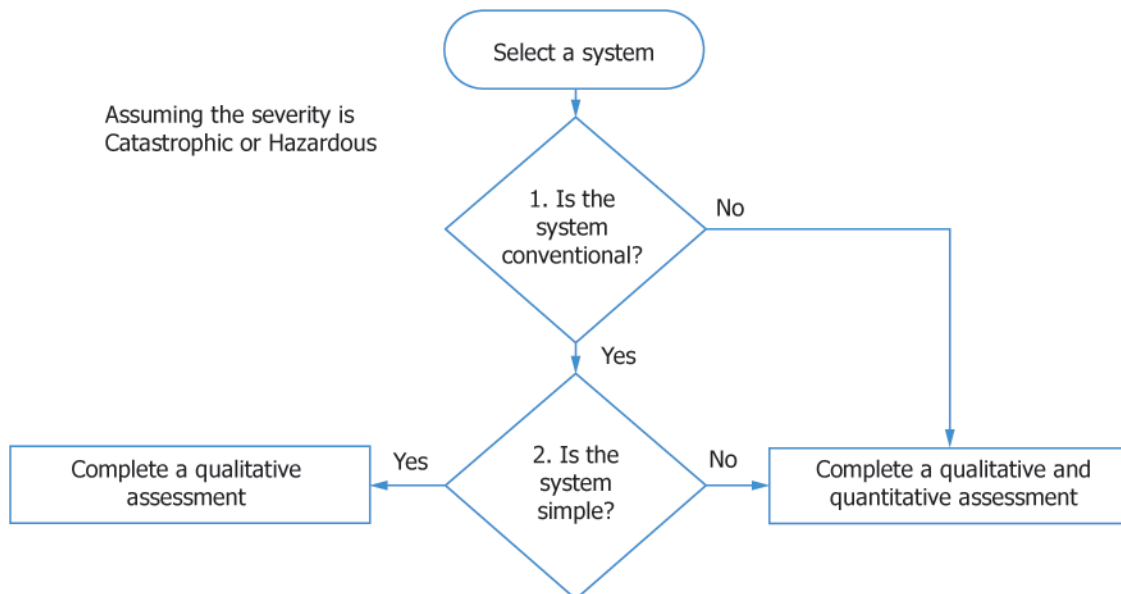 Select a system
Assuming the severity is
Catastrophic or Hazardous
1. Is the
system
conventional?
No
Yes
2. Is the
system
simple?
Yes
No
Complete a qualitative
assessment
Complete a qualitative and
quantitative assessment